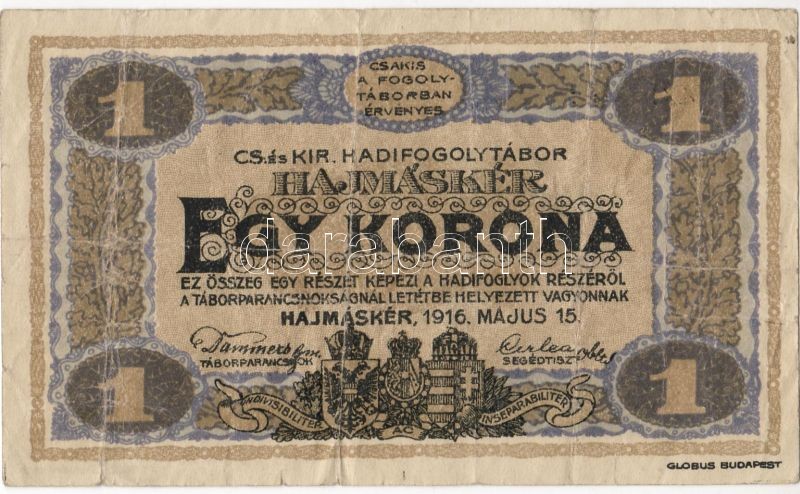 1
CSAKIS
A FOGOLY-
TÁBORBAN
ÉRVÉNYES
1
CS. és KIR. HADIFOGOLYTÁBOR
HAJMÁSKÉR
EGY KORONA
darabanth
EZ ÖSSZEG EGY RÉSZÉT KÉPEZI A HADIFOGLYOK RÉSZÉRŐL
A TÁBORPARANCSNOKSÁGNÁL LETÉTBE HELYEZETT VAGYONNAK
HAJMÁSKÉR, 1916. MÁJUS 15.
TÁBORPARANCSNOK
SEGÉDTISZT
1
INDIVISIBILITER
AC
INSEPARABILITER
1
GLOBUS BUDAPEST